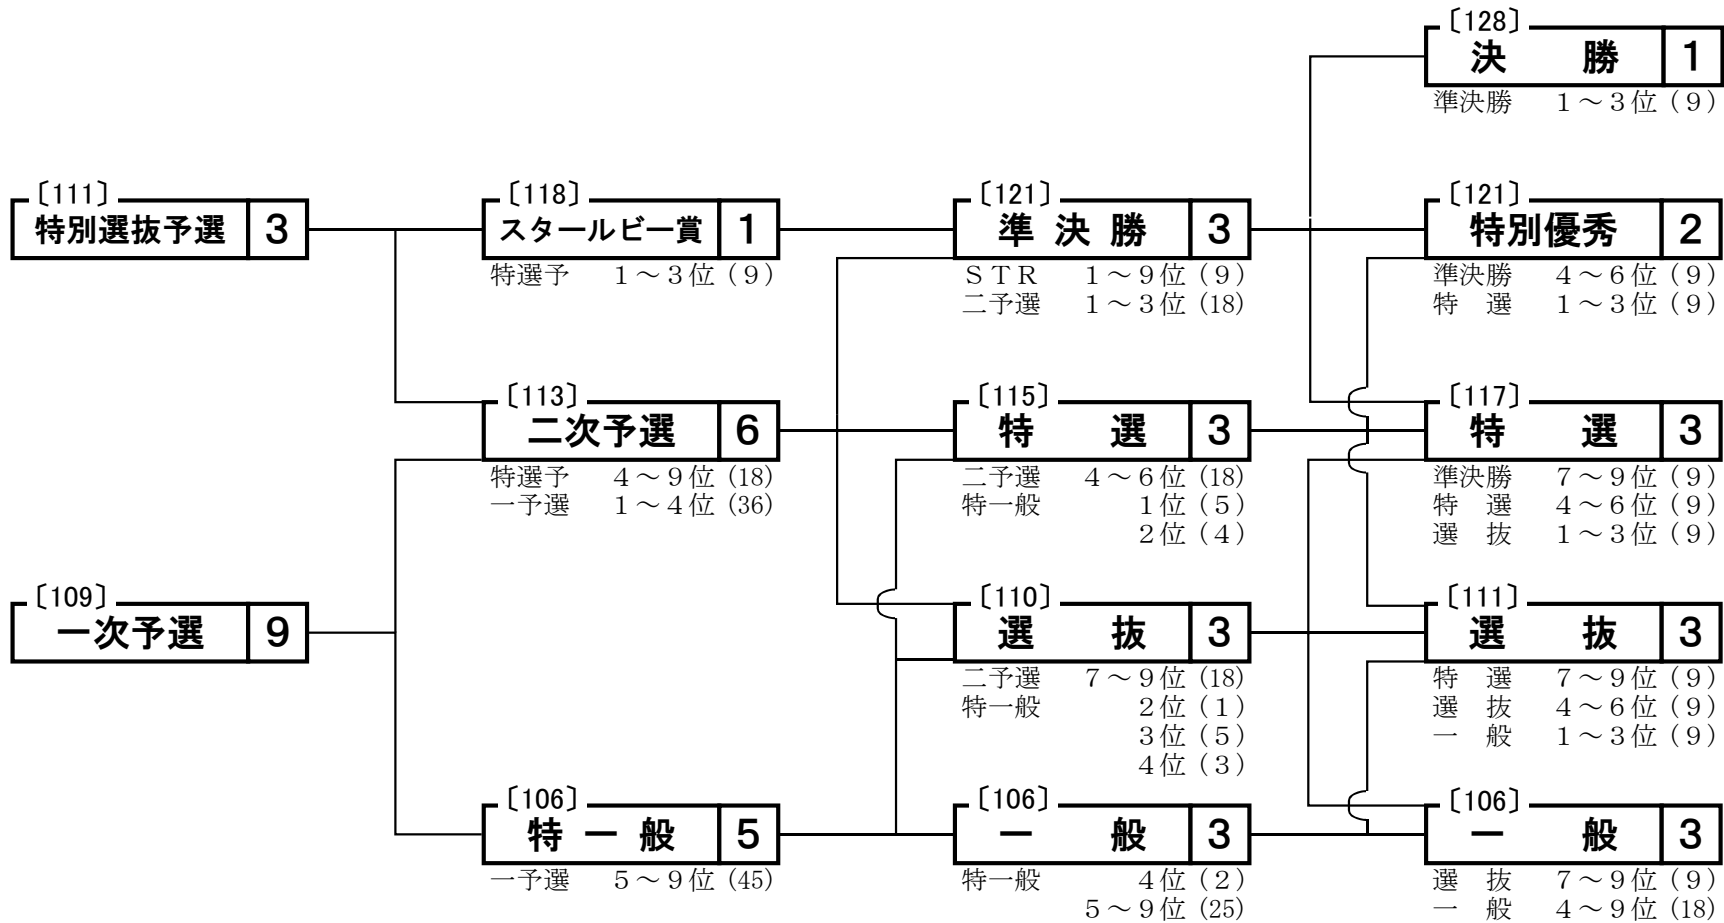 〔111〕
特別選抜予選 3
〔109〕
一次予選 9
〔118〕
スタールビー賞 1
特選予 1～3位(9)
〔113〕
二次予選 6
特選予 4～9位(18)
一予選 1～4位(36)
〔106〕
特一般 5
一予選 5～9位(45)
〔121〕
準決勝 3
STR 1～9位(9)
二予選 1～3位(18)
〔115〕
特選 3
二予選 4～6位(18)
特一般 1位(5)
2位(4)
〔110〕
選抜 3
二予選 7～9位(18)
特一般 2位(1)
3位(5)
4位(3)
〔106〕
一般 3
特一般 4位(2)
5～9位(25)
〔128〕
決勝 1
準決勝 1～3位(9)
〔121〕
特別優秀 2
準決勝 4～6位(9)
特選 1～3位(9)
〔117〕
特選 3
準決勝 7～9位(9)
特選 4～6位(9)
選抜 1～3位(9)
〔111〕
選抜 3
特選 7～9位(9)
選抜 4～6位(9)
一般 1～3位(9)
〔106〕
一般 3
選抜 7～9位(9)
一般 4～9位(18)